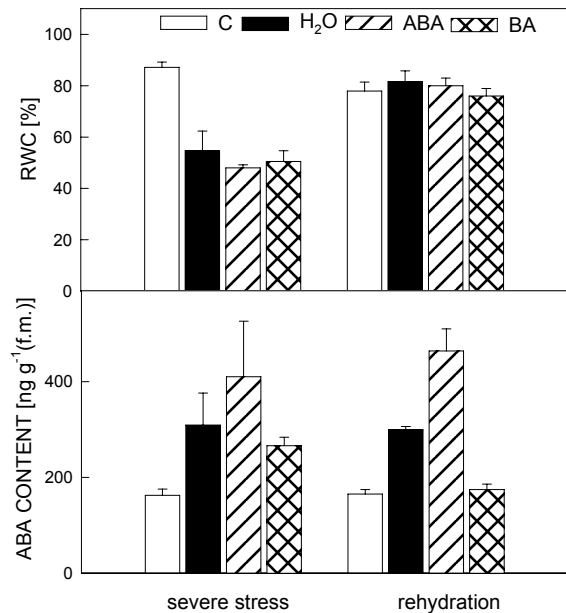 C H₂O ABA BA
100
80
60
40
20
0
RWC [%]
400
200
0
ABA CONTENT [ng g⁻¹(f.m.)]
severe stress rehydration